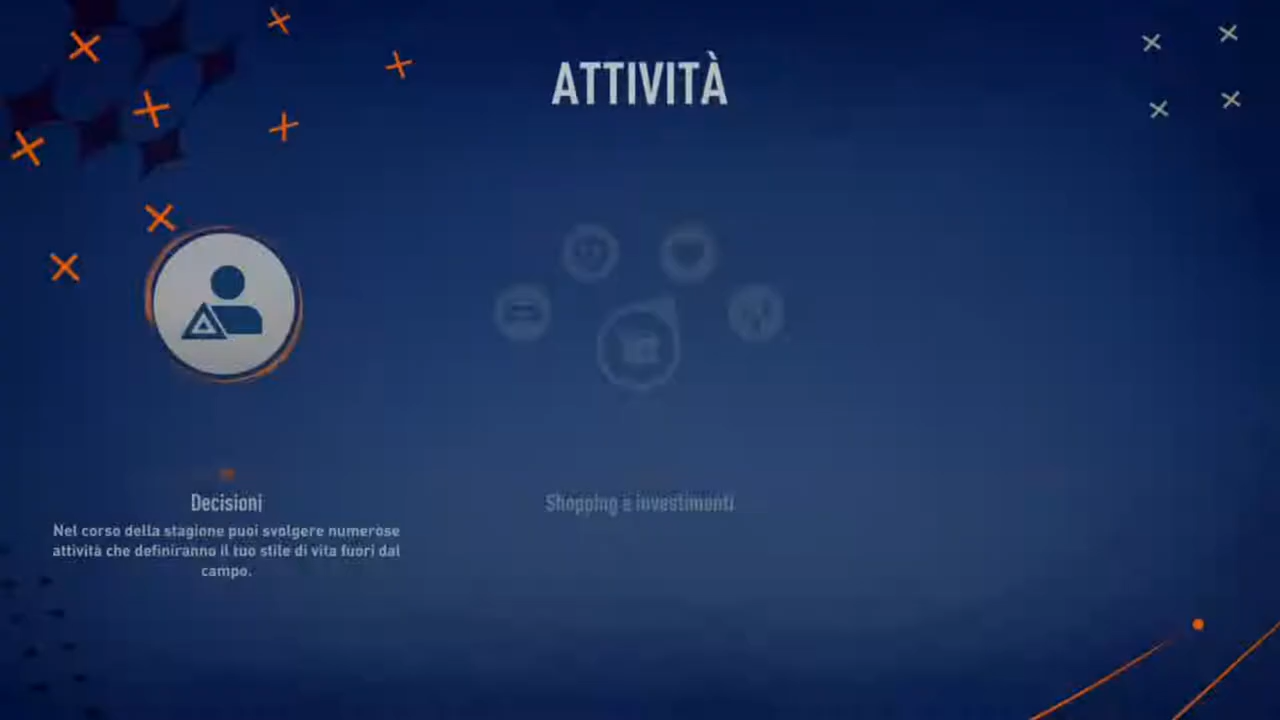 ATTIVITÀ
Decisioni
Nel corso della stagione puoi svolgere numerose
attività che definiranno il tuo stile di vita fuori dal
campo.
Shopping e investimenti